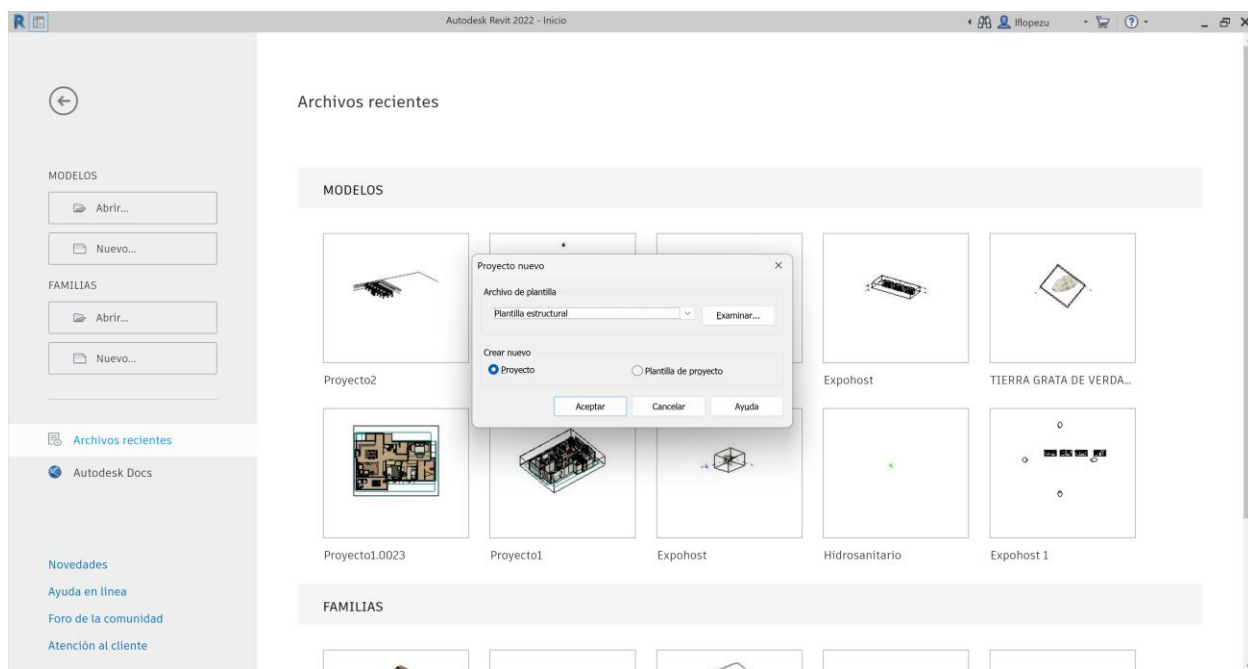 R
Autodesk Revit 2022 - Inicio
lflopezu
?
Archivos recientes
MODELOS
Abrir...
Nuevo...
FAMILIAS
Abrir...
Nuevo...
Archivos recientes
Autodesk Docs
Novedades
Ayuda en línea
Foro de la comunidad
Atención al cliente
MODELOS
Proyecto2
Expohost
TIERRA GRATA DE VERDA...
Proyecto nuevo
Archivo de plantilla
Plantilla estructural
Examinar...
Crear nuevo
Proyecto
Plantilla de proyecto
Aceptar
Cancelar
Ayuda
Proyecto1.0023
Proyecto1
Expohost
Hidrosanitario
Expohost 1
FAMILIAS